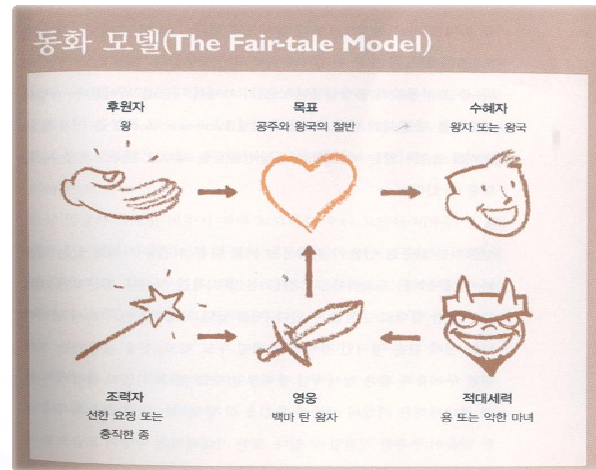 동화 모델(The Fair-tale Model)
후원자
왕
목표
공주와 왕국의 절반
수혜자
왕자 또는 왕국
조력자
선한 요정 또는
충직한 종
영웅
백마 탄 왕자
적대세력
용 또는 악한 마녀